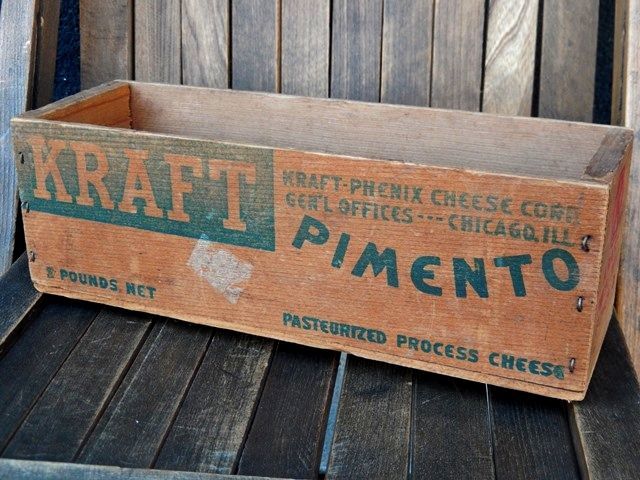 KRAFT
KRAFT-PHENIX CHEESE CORP.
GEN'L OFFICES --- CHICAGO, ILL.
PIMENTO
2 POUNDS NET
PASTEURIZED PROCESS CHEESE